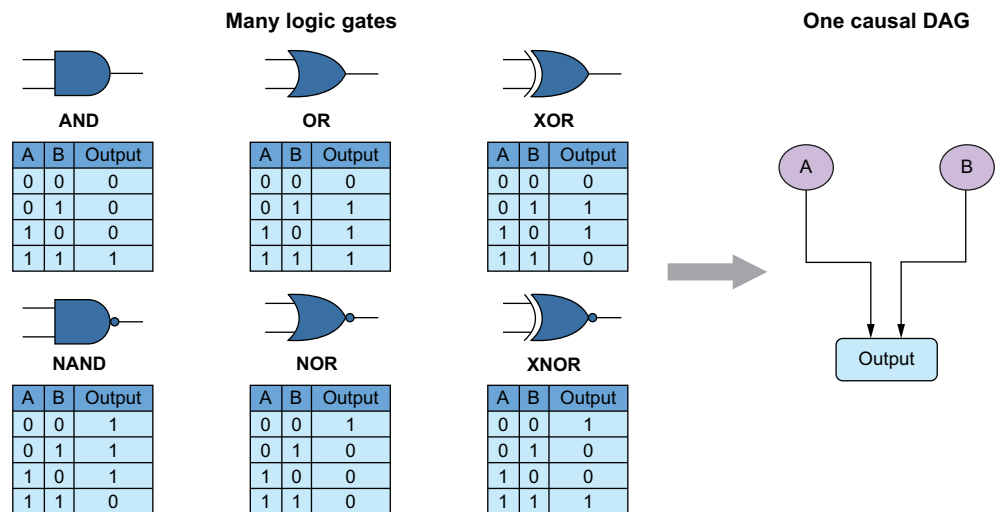 Many logic gates
One causal DAG
AND
A B Output
0 0 0
0 1 0
1 0 0
1 1 1
OR
A B Output
0 0 0
0 1 1
1 0 1
1 1 1
XOR
A B Output
0 0 0
0 1 1
1 0 1
1 1 0
NAND
A B Output
0 0 1
0 1 1
1 0 1
1 1 0
NOR
A B Output
0 0 1
0 1 0
1 0 0
1 1 0
XNOR
A B Output
0 0 1
0 1 0
1 0 0
1 1 1
A B
Output